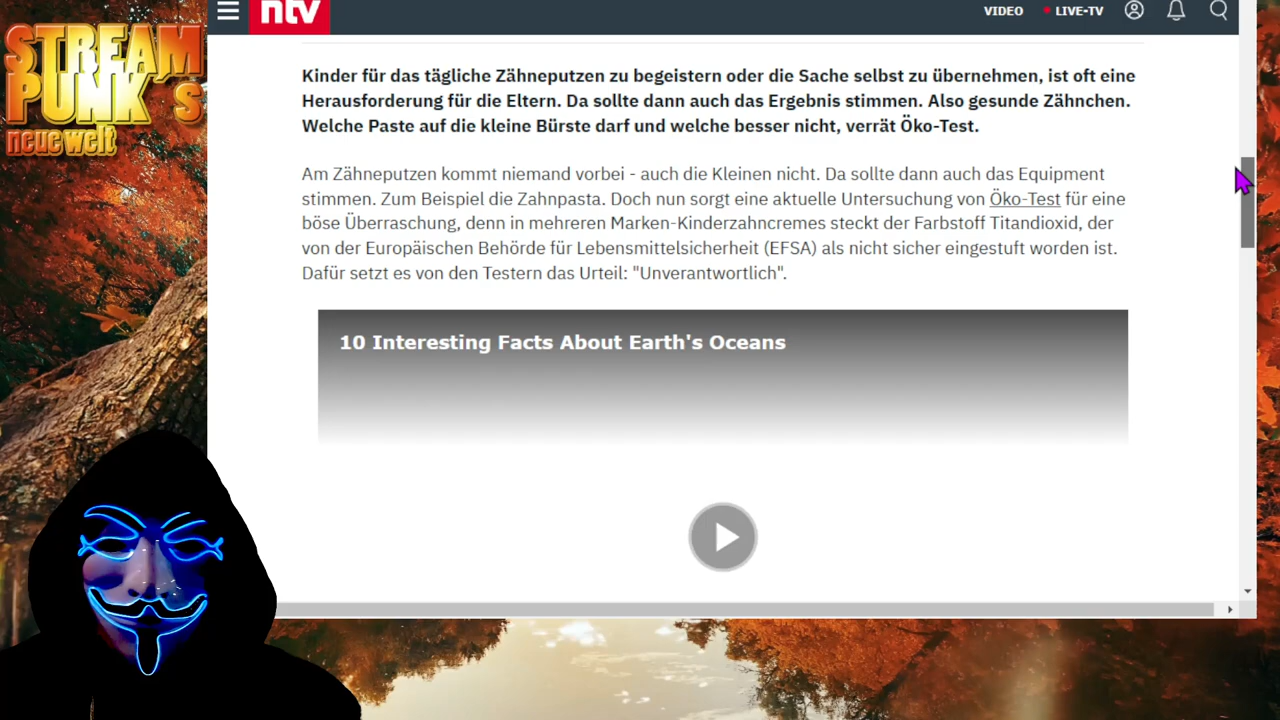 STREAM
PUNK´s
neue welt
ntv
VIDEO
LIVE-TV
Kinder für das tägliche Zähneputzen zu begeistern oder die Sache selbst zu übernehmen, ist oft eine
Herausforderung für die Eltern. Da sollte dann auch das Ergebnis stimmen. Also gesunde Zähnchen.
Welche Paste auf die kleine Bürste darf und welche besser nicht, verrät Öko-Test.
Am Zähneputzen kommt niemand vorbei - auch die Kleinen nicht. Da sollte dann auch das Equipment
stimmen. Zum Beispiel die Zahnpasta. Doch nun sorgt eine aktuelle Untersuchung von Öko-Test für eine
böse Überraschung, denn in mehreren Marken-Kinderzahncremes steckt der Farbstoff Titandioxid, der
von der Europäischen Behörde für Lebensmittelsicherheit (EFSA) als nicht sicher eingestuft worden ist.
Dafür setzt es von den Testern das Urteil: "Unverantwortlich".
10 Interesting Facts About Earth's Oceans